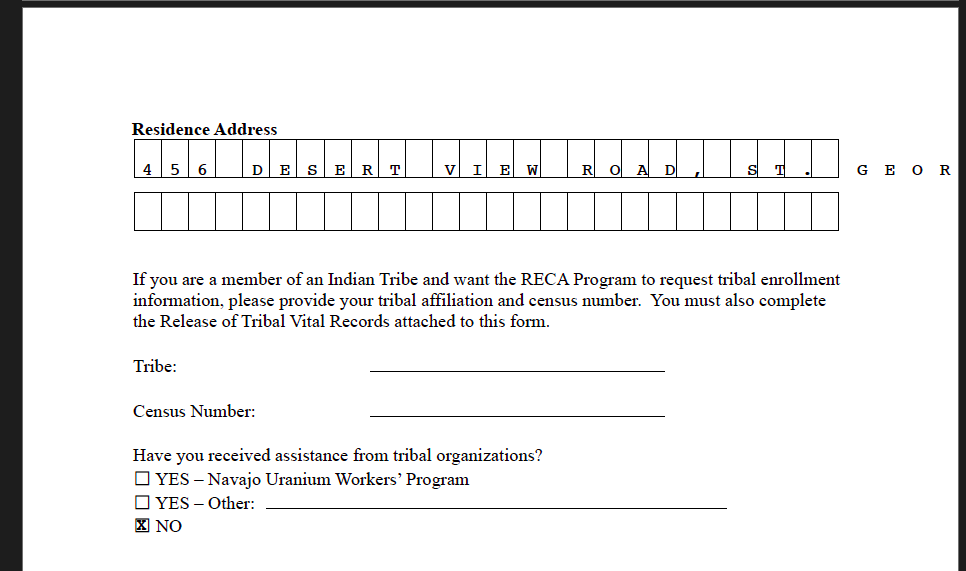 Residence Address
456 DESERT VIEW ROAD, ST. GEOR
If you are a member of an Indian Tribe and want the RECA Program to request tribal enrollment
information, please provide your tribal affiliation and census number. You must also complete
the Release of Tribal Vital Records attached to this form.
Tribe:
Census Number:
Have you received assistance from tribal organizations?
☐ YES – Navajo Uranium Workers’ Program
☐ YES – Other:
☒ NO